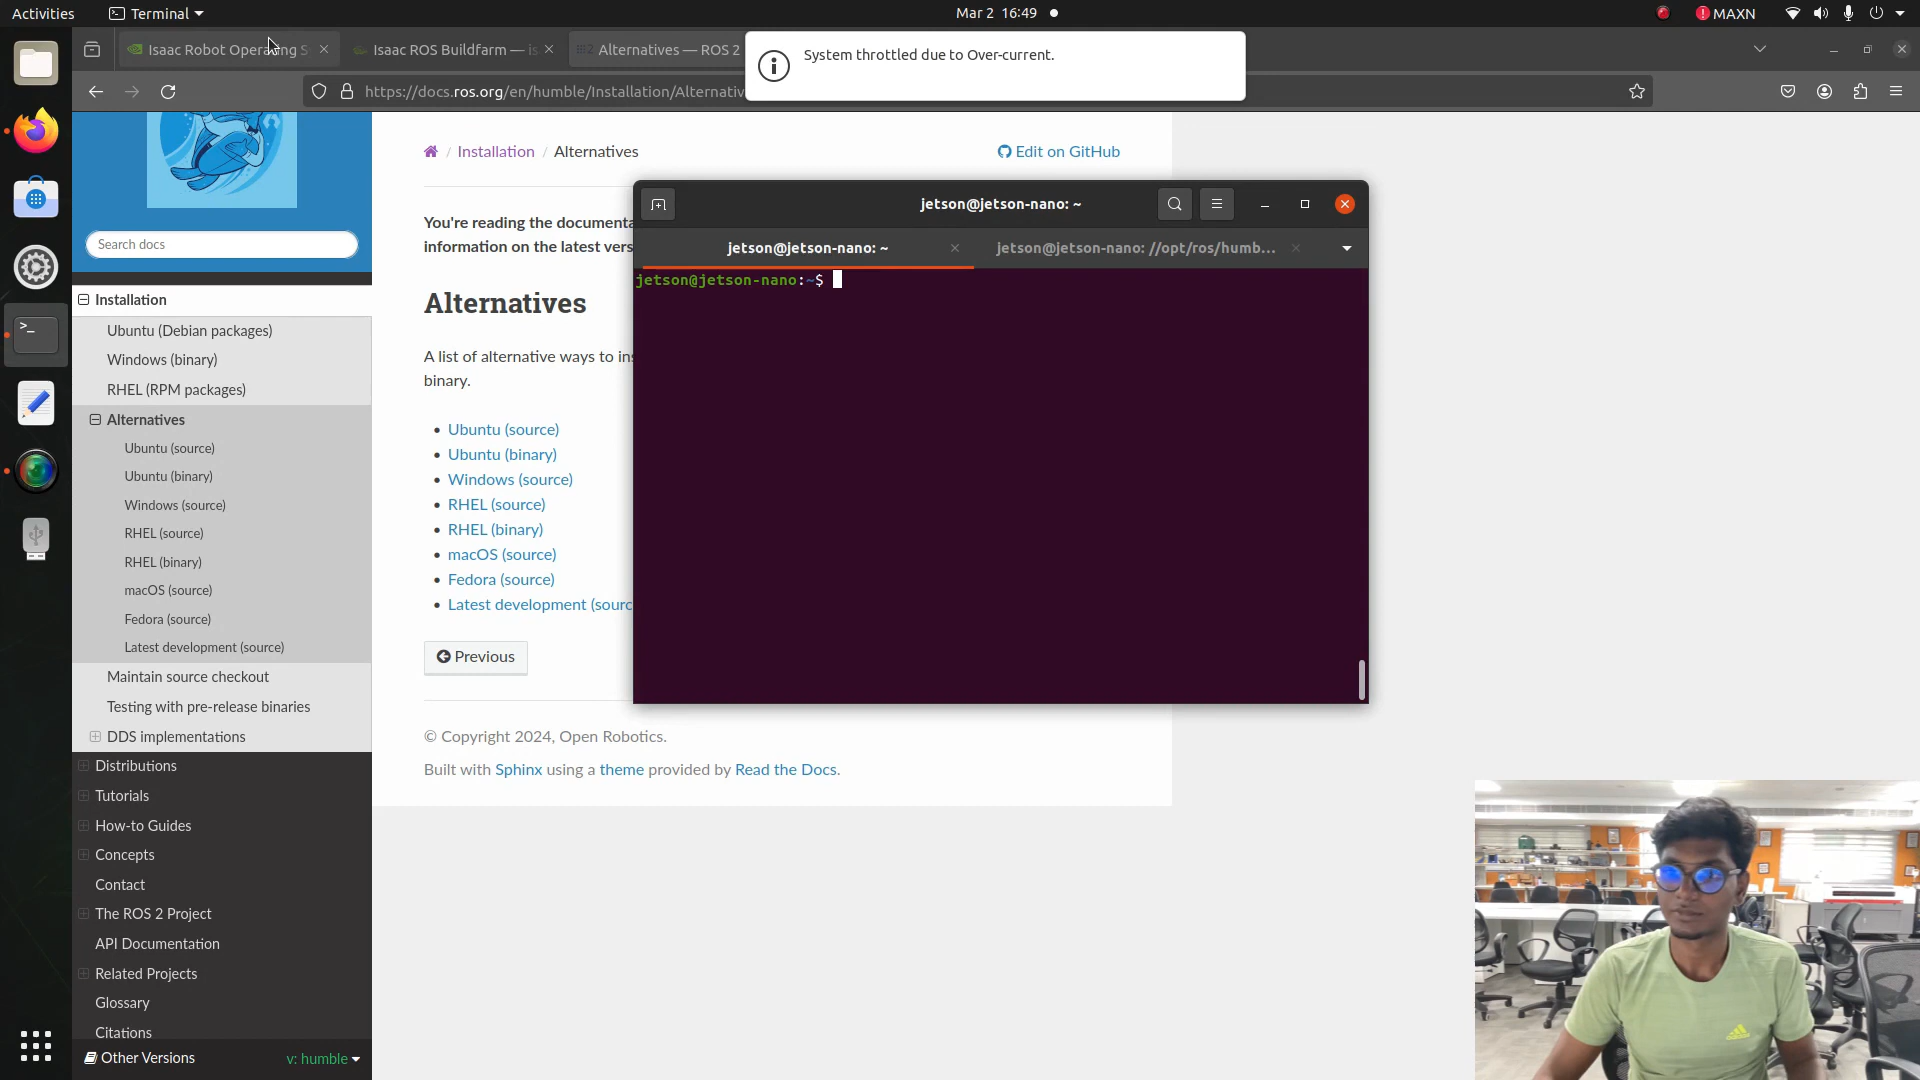 Activities
Terminal
Mar 2 16:49
MAXN
Isaac Robot Operating S
Isaac ROS Buildfarm — is
Alternatives — ROS 2
System throttled due to Over-current.
https://docs.ros.org/en/humble/Installation/Alternativ
Search docs
Installation
Ubuntu (Debian packages)
Windows (binary)
RHEL (RPM packages)
Alternatives
Ubuntu (source)
Ubuntu (binary)
Windows (source)
RHEL (source)
RHEL (binary)
macOS (source)
Fedora (source)
Latest development (source)
Maintain source checkout
Testing with pre-release binaries
DDS implementations
Distributions
Tutorials
How-to Guides
Concepts
Contact
The ROS 2 Project
API Documentation
Related Projects
Glossary
Citations
Other Versions
v: humble
Installation / Alternatives
Edit on GitHub
You're reading the documenta
information on the latest vers
Alternatives
A list of alternative ways to ins
binary.
Ubuntu (source)
Ubuntu (binary)
Windows (source)
RHEL (source)
RHEL (binary)
macOS (source)
Fedora (source)
Latest development (sourc
Previous
© Copyright 2024, Open Robotics.
Built with Sphinx using a theme provided by Read the Docs.
jetson@jetson-nano: ~
jetson@jetson-nano: ~
jetson@jetson-nano: //opt/ros/humb...
jetson@jetson-nano:~$